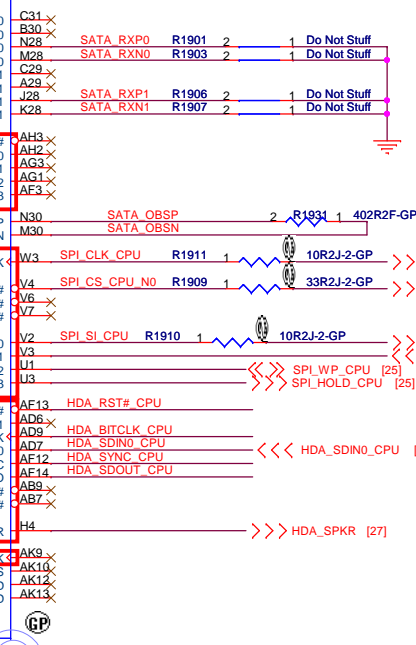 C31
B30
N28 SATA_RXP0 R1901 2 1 Do Not Stuff
M28 SATA_RXN0 R1903 2 1 Do Not Stuff
C29
A29
J28 SATA_RXP1 R1906 2 1 Do Not Stuff
K28 SATA_RXN1 R1907 2 1 Do Not Stuff
AH3
AH2
AG3
AG1
AF3
N30 SATA_OBSP 2 R1931 1 402R2F-GP
M30 SATA_OBSN
W3 SPI_CLK_CPU R1911 1 10R2J-2-GP
V4 SPI_CS_CPU_N0 R1909 1 33R2J-2-GP
V6
V7
V2 SPI_SI_CPU R1910 1 10R2J-2-GP
V3
U1 SPI_WP_CPU [25]
U3 SPI_HOLD_CPU [25]
AF13 HDA_RST#_CPU
AD6
AD9 HDA_BITCLK_CPU
AD7 HDA_SDIN0_CPU HDA_SDIN0_CPU [
AF12 HDA_SYNC_CPU
AF14 HDA_SDOUT_CPU
AB9
AB7
H4 HDA_SPKR [27]
AK9
AK10
AK12
AK13
GP